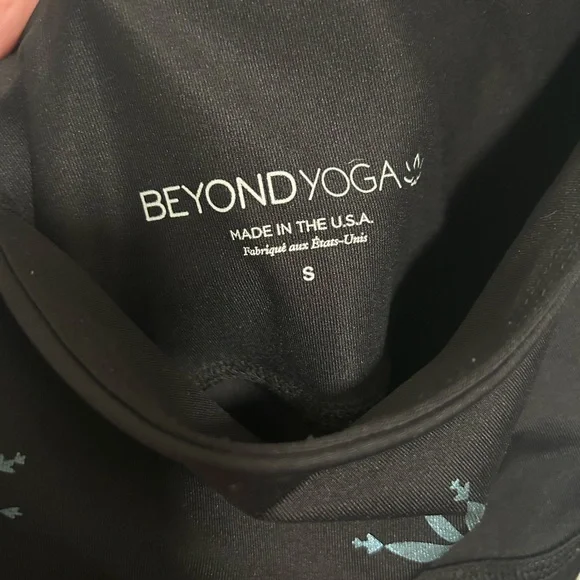 BEYOND YOGA
MADE IN THE U.S.A.
Fabriqué aux États-Unis
S